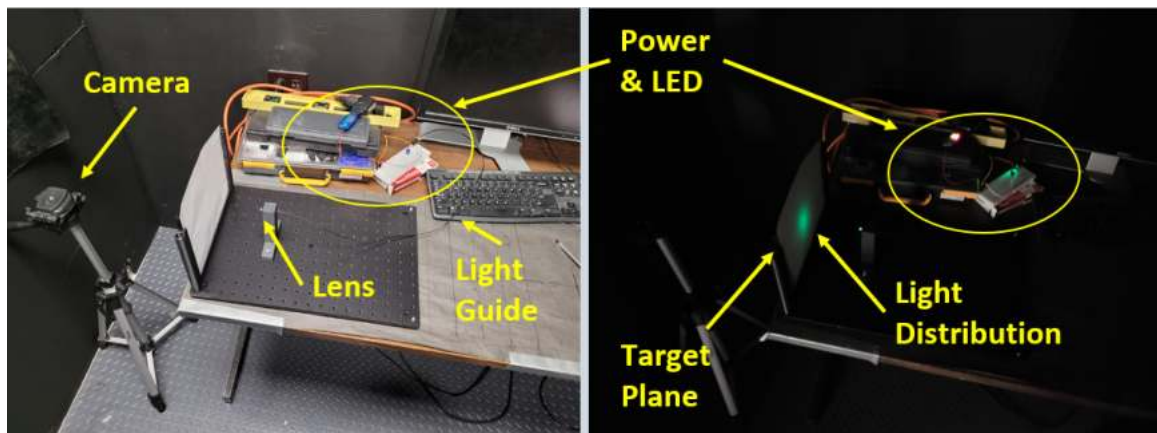 Camera
Power
& LED
Lens
Light
Guide
Light
Distribution
Target
Plane